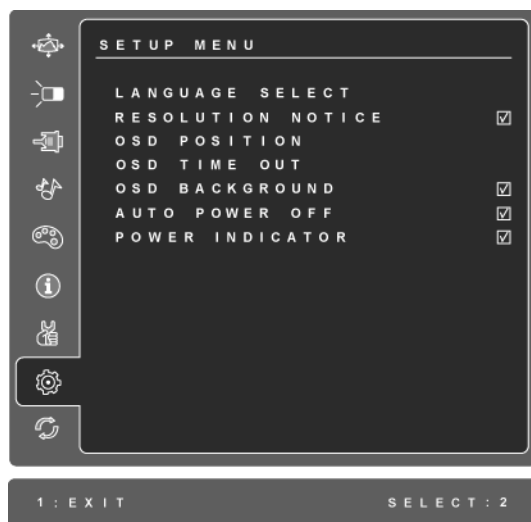 SETUP MENU
LANGUAGE SELECT
RESOLUTION NOTICE
OSD POSITION
OSD TIME OUT
OSD BACKGROUND
AUTO POWER OFF
POWER INDICATOR
1:EXIT SELECT:2